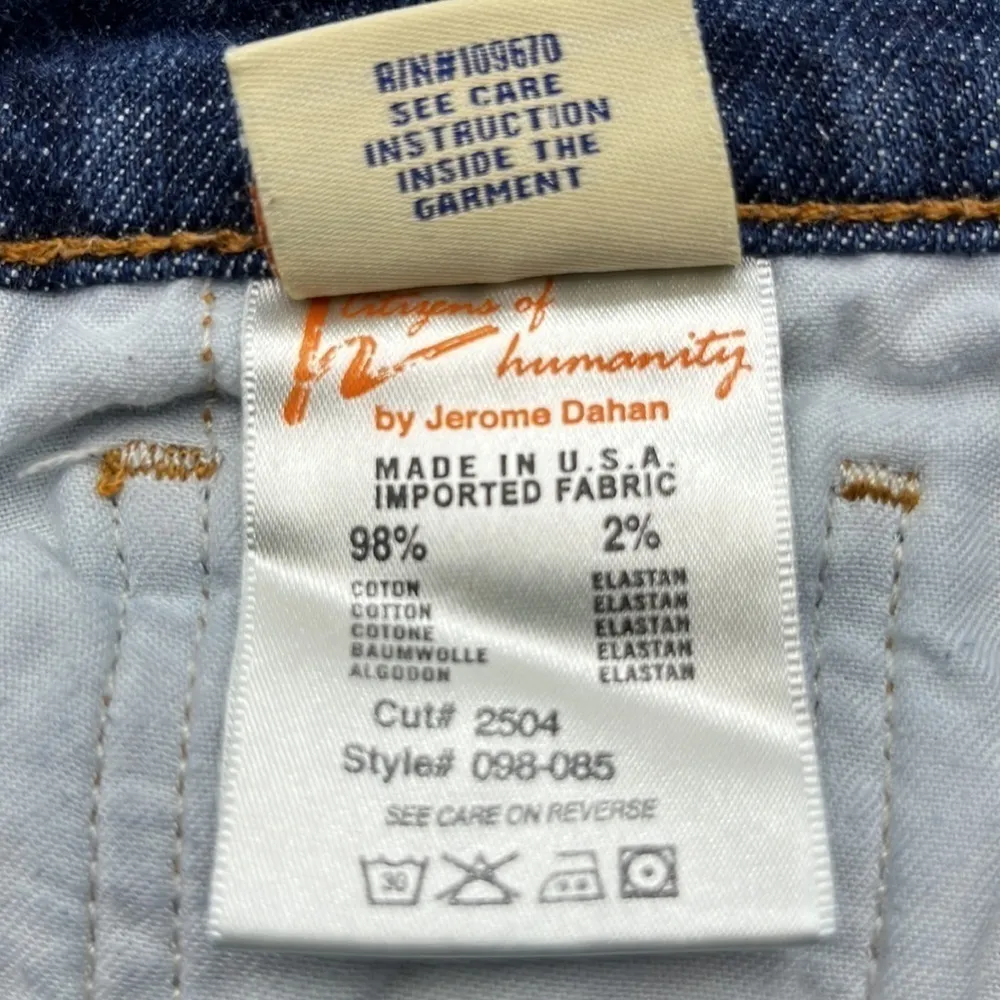 R/N#109670
SEE CARE
INSTRUCTION
INSIDE THE
GARMENT
Citizens of
humanity
by Jerome Dahan
MADE IN U.S.A.
IMPORTED FABRIC
98% 2%
COTON ELASTAN
COTTON ELASTAN
COTONE ELASTAN
BAUMWOLLE ELASTAN
ALGODON ELASTAN
Cut# 2504
Style# 098-085
SEE CARE ON REVERSE
30